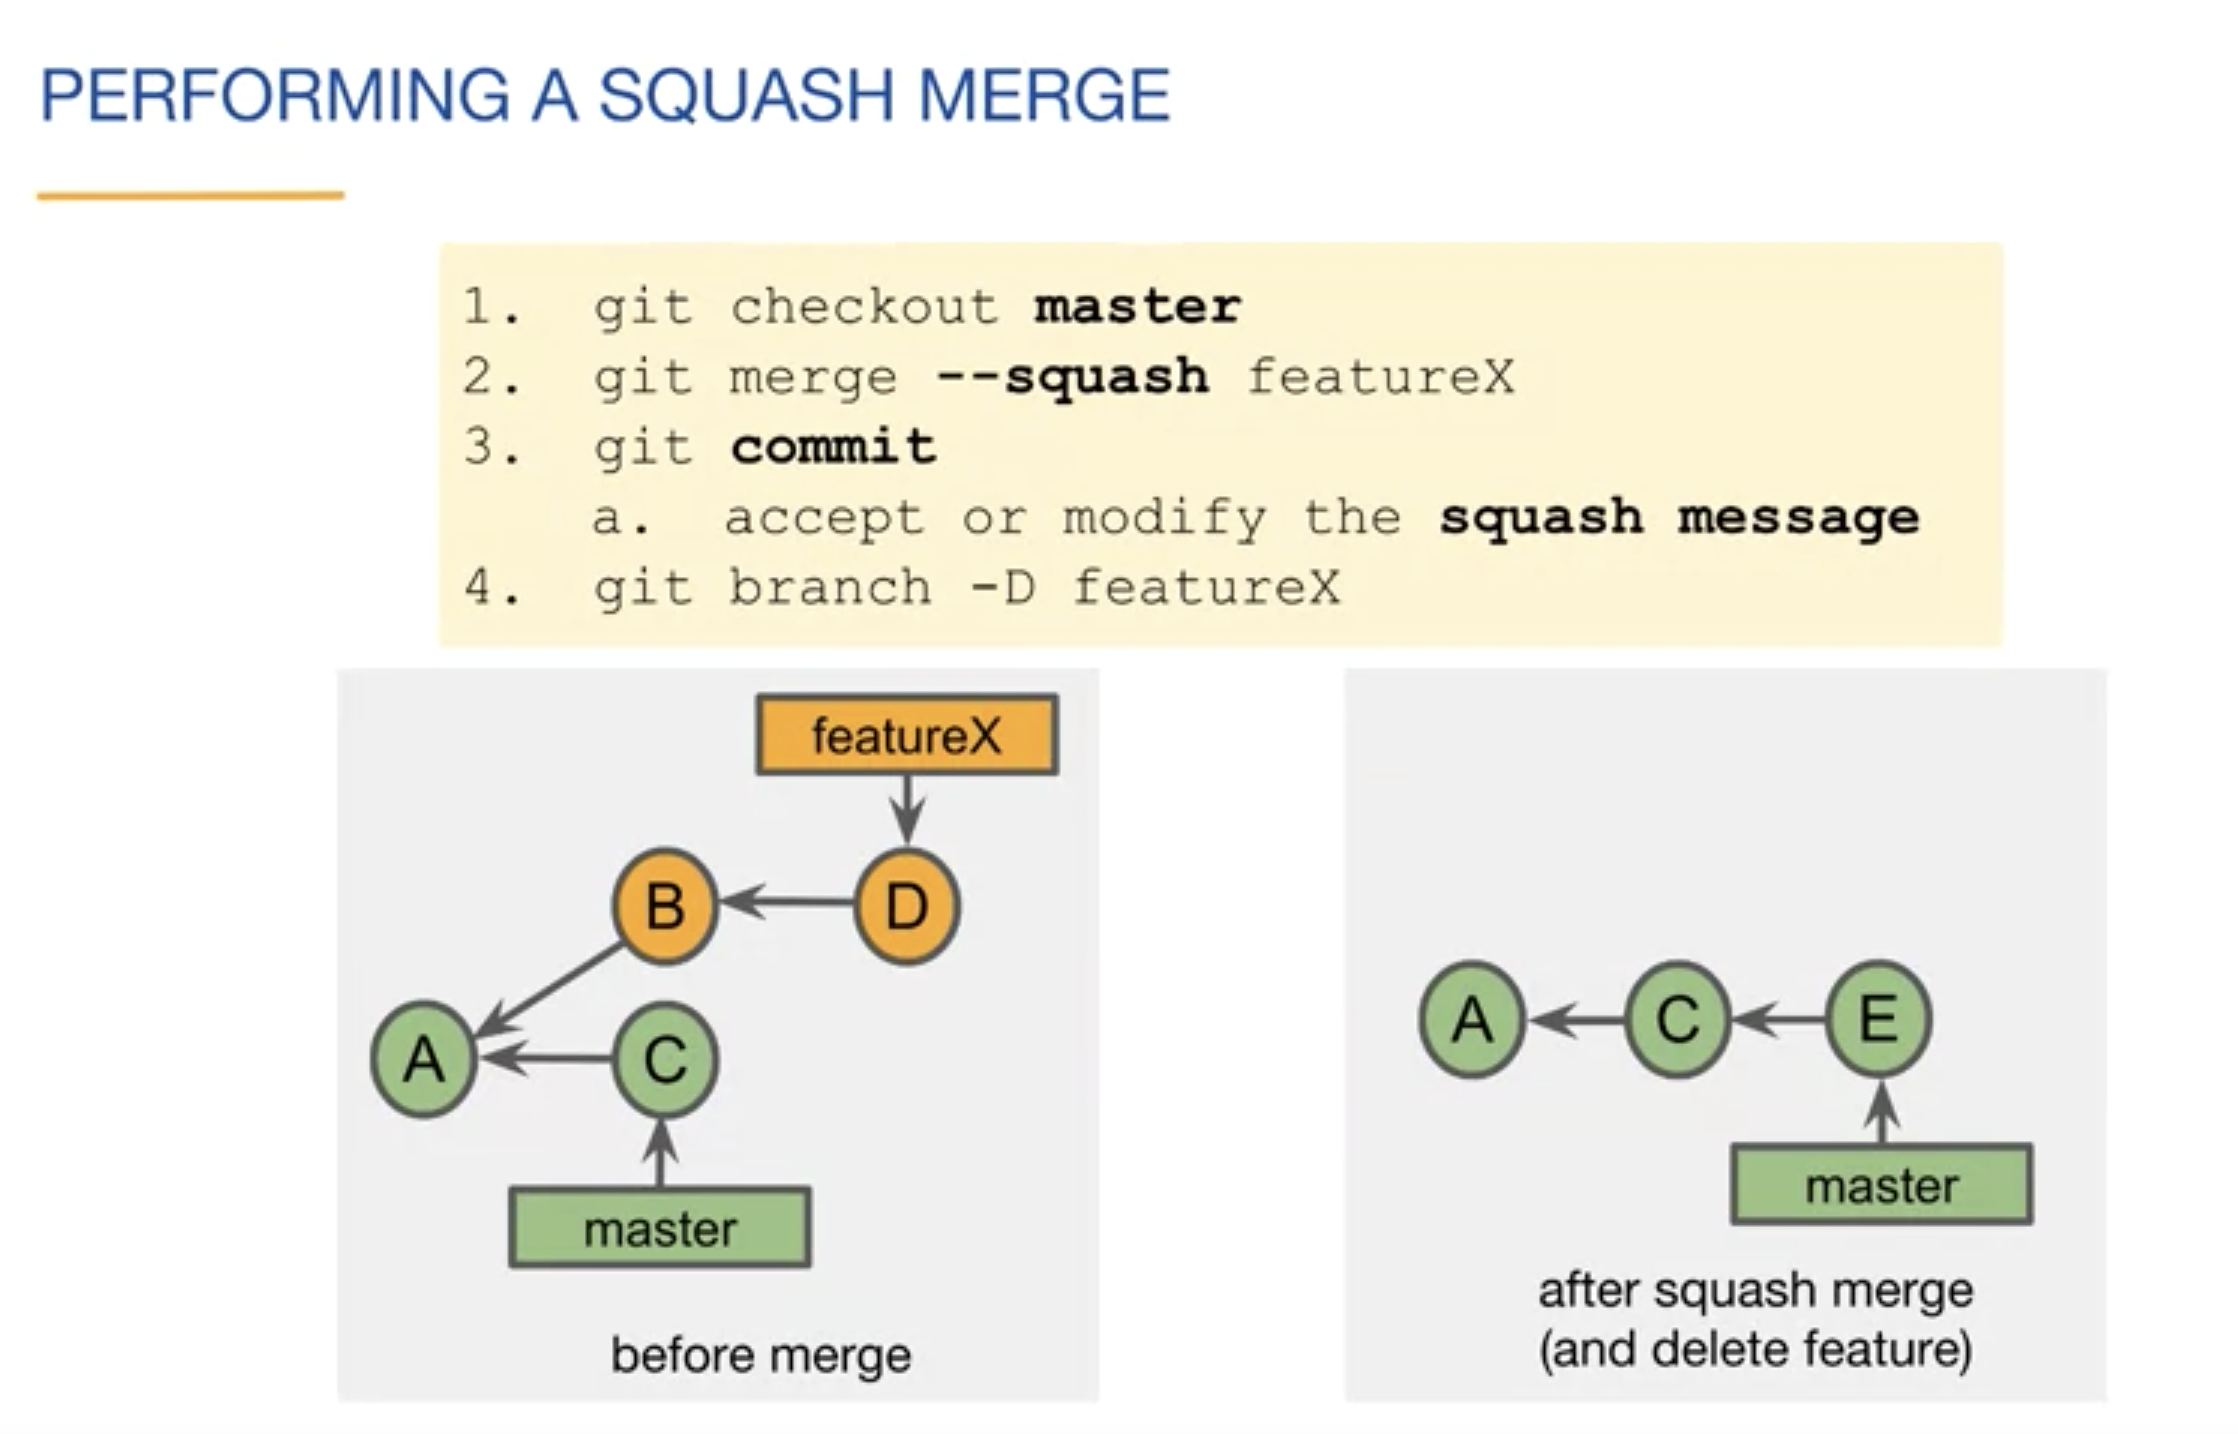 PERFORMING A SQUASH MERGE
1. git checkout master
2. git merge --squash featureX
3. git commit
a. accept or modify the squash message
4. git branch -D featureX
featureX
B
D
A
C
master
before merge
A
C
E
master
after squash merge
(and delete feature)